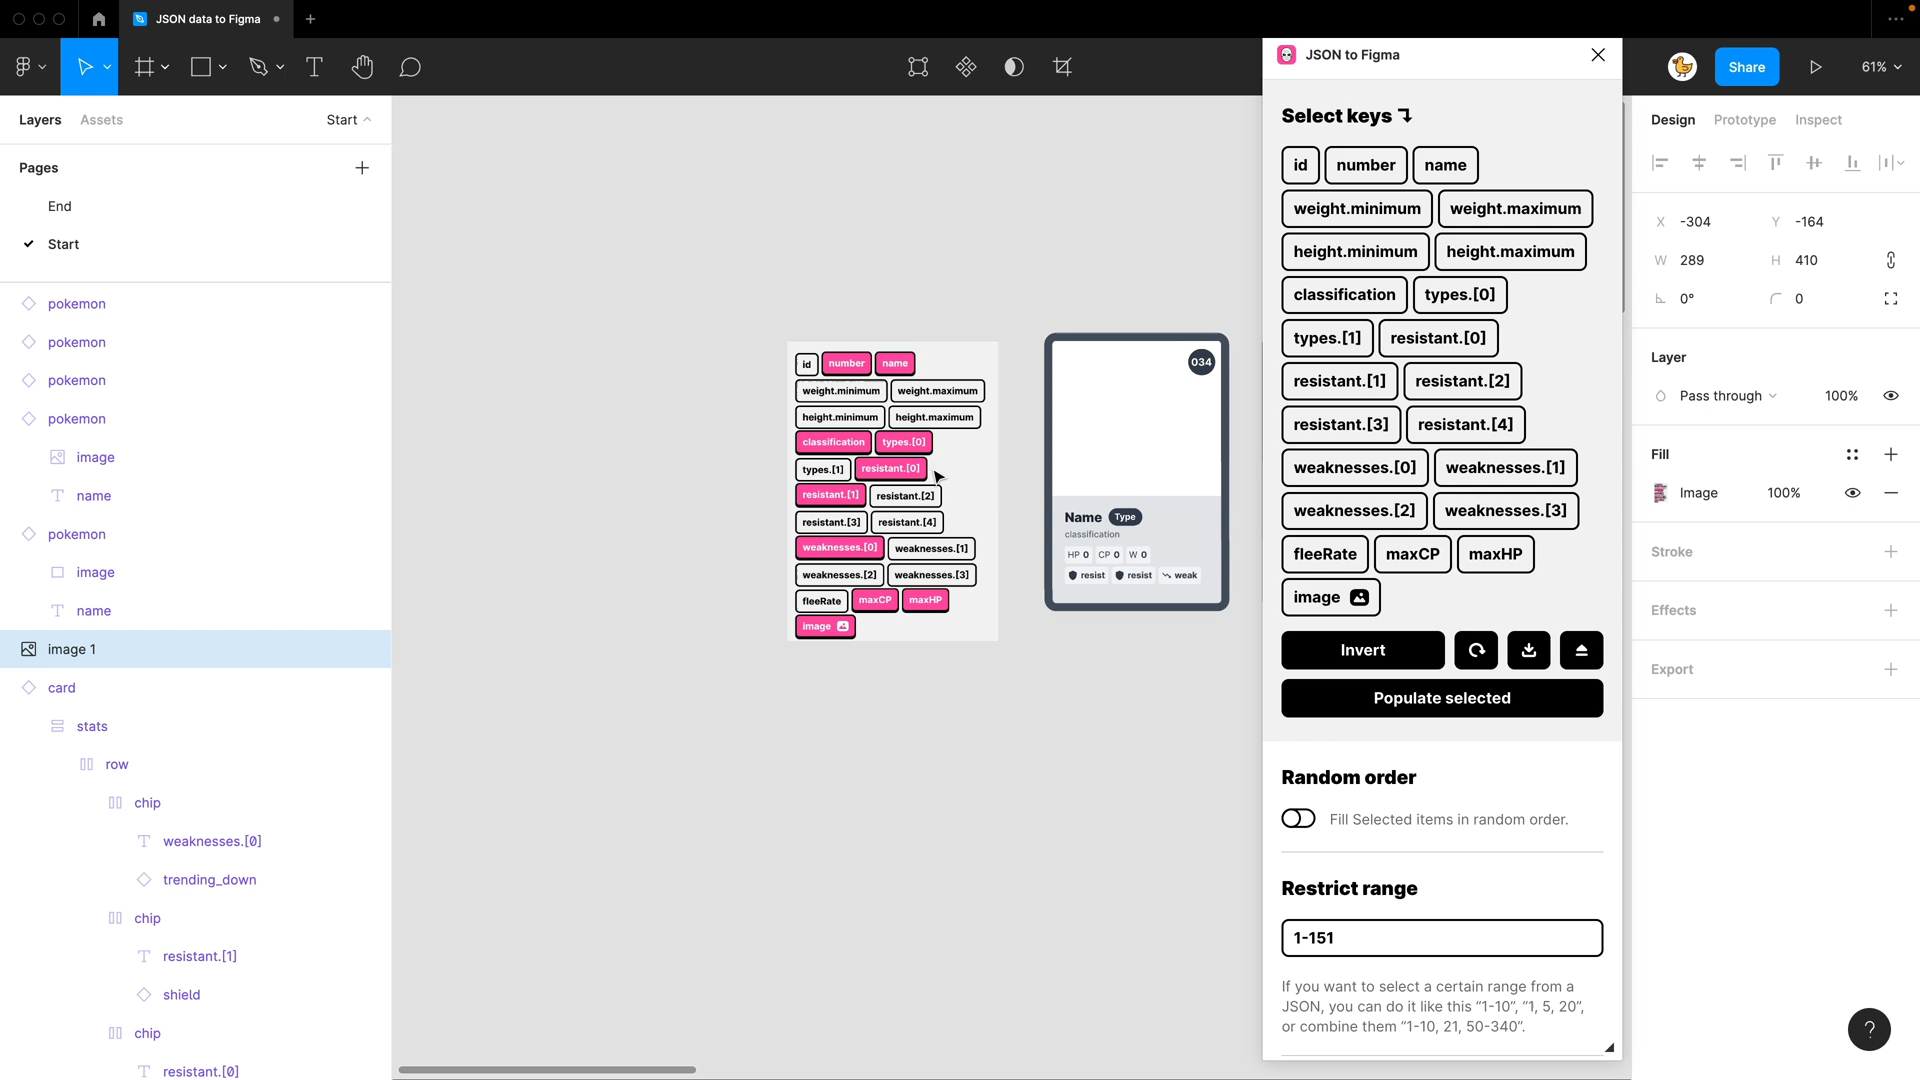 JSON data to Figma
Share
61%
Layers
Assets
Start
Pages
End
Start
pokemon
pokemon
pokemon
pokemon
image
name
pokemon
image
name
image 1
card
stats
row
chip
weaknesses.[0]
trending_down
chip
resistant.[1]
shield
chip
resistant.[0]
id number name
weight.minimum weight.maximum
height.minimum height.maximum
classification types.[0]
types.[1] resistant.[0]
resistant.[1] resistant.[2]
resistant.[3] resistant.[4]
weaknesses.[0] weaknesses.[1]
weaknesses.[2] weaknesses.[3]
fleeRate maxCP maxHP
image
034
Name Type
classification
HP 0 CP 0 W 0
resist resist weak
JSON to Figma
Select keys
id number name
weight.minimum weight.maximum
height.minimum height.maximum
classification types.[0]
types.[1] resistant.[0]
resistant.[1] resistant.[2]
resistant.[3] resistant.[4]
weaknesses.[0] weaknesses.[1]
weaknesses.[2] weaknesses.[3]
fleeRate maxCP maxHP
image
Invert
Populate selected
Random order
Fill Selected items in random order.
Restrict range
1-151
If you want to select a certain range from a
JSON, you can do it like this “1-10”, “1, 5, 20”,
or combine them “1-10, 21, 50-340”.
Design Prototype Inspect
X -304 Y -164
W 289 H 410
0° 0
Layer
Pass through 100%
Fill
Image 100%
Stroke
Effects
Export
?